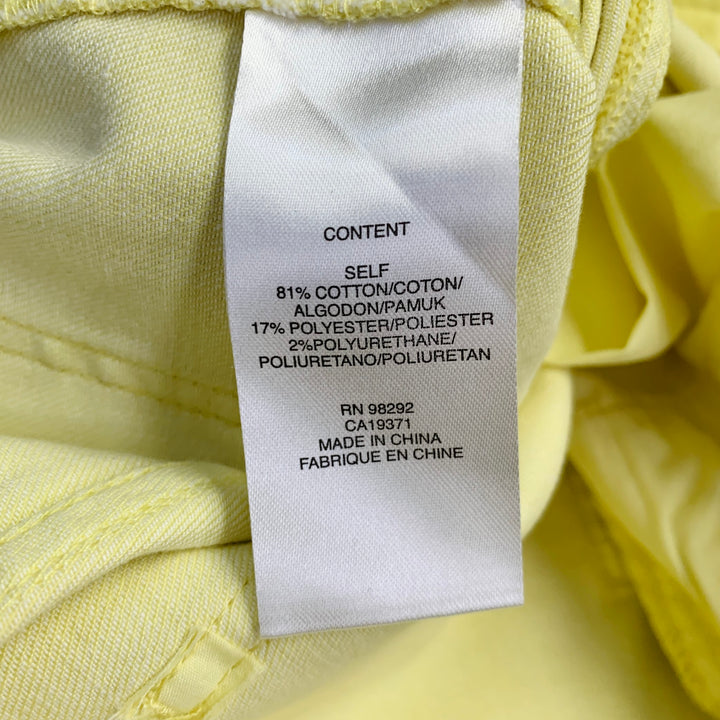 CONTENT
SELF
81% COTTON/COTON/
ALGODON/PAMUK
17% POLYESTER/POLIESTER
2%POLYURETHANE/
POLIURETANO/POLIURETAN
RN 98292
CA19371
MADE IN CHINA
FABRIQUE EN CHINE